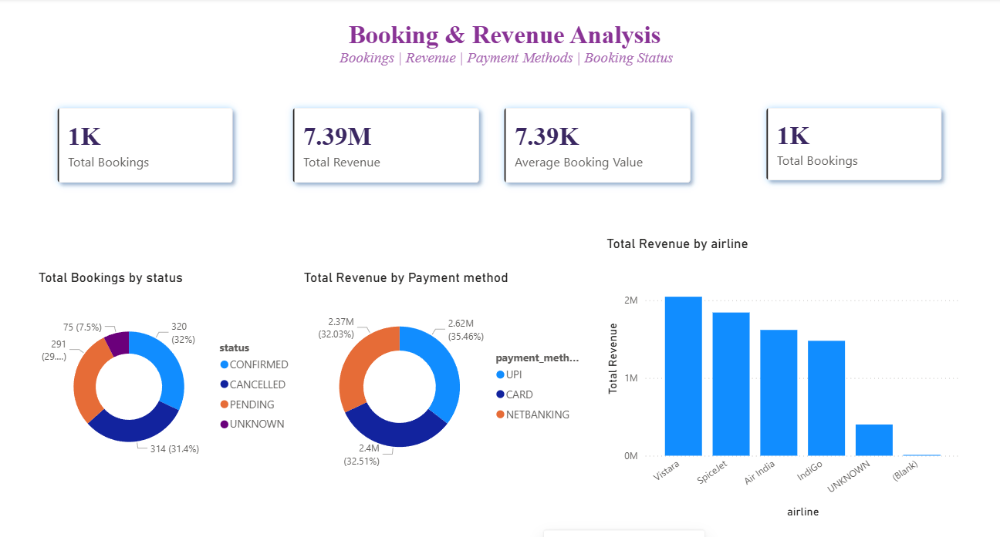 Booking & Revenue Analysis
Bookings | Revenue | Payment Methods | Booking Status
1K
Total Bookings
7.39M
Total Revenue
7.39K
Average Booking Value
1K
Total Bookings
Total Bookings by status
75 (7.5%)
320
(32%)
291
(29....)
314 (31.4%)
status
CONFIRMED
CANCELLED
PENDING
UNKNOWN
Total Revenue by Payment method
2.37M
(32.03%)
2.62M
(35.46%)
2.4M
(32.51%)
payment_meth...
UPI
CARD
NETBANKING
Total Revenue by airline
Total Revenue
2M
1M
0M
Vistara
SpiceJet
Air India
IndiGo
UNKNOWN
(Blank)
airline